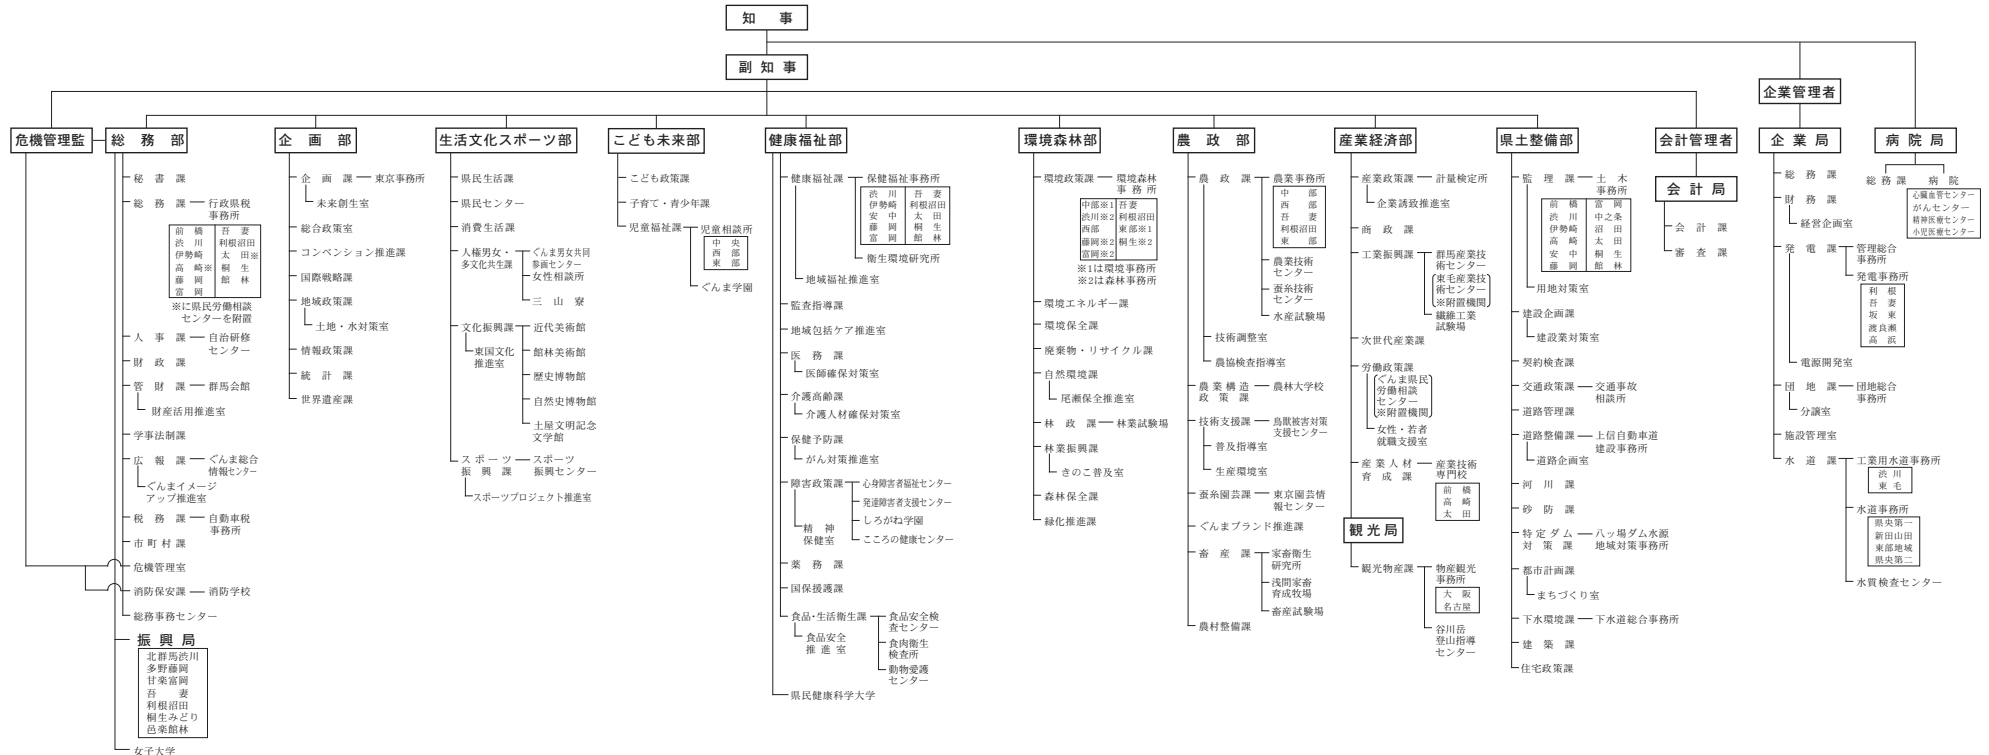 知　事
副 知 事
危機管理監
総　務　部
秘　書　課
総　務　課
行政県税
事務所
前　橋　吾　妻
渋　川　利根沼田
伊勢崎　太　田※
高　崎※　桐　生
藤　岡　館　林
富　岡
※に県民労働相談
センターを附置
人　事　課
自治研修
センター
財　政　課
管　財　課
群馬会館
財産活用推進室
学事法制課
広　報　課
ぐんま総合
情報センター
ぐんまイメージ
アップ推進室
税　務　課
自動車税
事務所
市町村課
危機管理室
消防保安課
消防学校
総務事務センター
振 興 局
北群馬渋川
多野藤岡
甘楽富岡
吾　　妻
利根沼田
桐生みどり
邑楽館林
女子大学
企　画　部
企　画　課
東京事務所
未来創生室
総合政策室
コンベンション推進課
国際戦略課
地域政策課
土地・水対策室
情報政策課
統　計　課
世界遺産課
生活文化スポーツ部
県民生活課
県民センター
消費生活課
人権男女・
多文化共生課
ぐんま男女共同
参画センター
女性相談所
三　山　寮
文化振興課
東国文化
推進室
近代美術館
館林美術館
歴史博物館
自然史博物館
土屋文明記念
文学館
スポーツ
振　興　課
スポーツ
振興センター
スポーツプロジェクト推進室
こども未来部
こども政策課
子育て・青少年課
児童福祉課
児童相談所
中　央
西　部
東　部
ぐんま学園
健康福祉部
健康福祉課
保健福祉事務所
渋　川　吾　妻
伊勢崎　利根沼田
安　中　太　田
藤　岡　桐　生
富　岡　館　林
衛生環境研究所
地域福祉推進室
監査指導課
地域包括ケア推進室
医　務　課
医師確保対策室
介護高齢課
介護人材確保対策室
保健予防課
がん対策推進室
障害政策課
心身障害者福祉センター
発達障害者支援センター
しろがね学園
こころの健康センター
精　神
保健室
薬　務　課
国保援護課
食品・生活衛生課
食品安全
推 進 室
食品安全検
査センター
食肉衛生
検査所
動物愛護
センター
県民健康科学大学
環境森林部
環境政策課
環境森林
事 務 所
中部※1　吾妻
渋川※2　利根沼田
西部　東部※1
藤岡※2　桐生※2
富岡※2
※1は環境事務所
※2は森林事務所
環境エネルギー課
環境保全課
廃棄物・リサイクル課
自然環境課
尾瀬保全推進室
林　政　課
林業試験場
林業振興課
きのこ普及室
森林保全課
緑化推進課
農　政　部
農　政　課
農業事務所
中　部
西　部
吾　妻
利根沼田
東　部
農業技術
センター
蚕糸技術
センター
水産試験場
技術調整室
農協検査指導室
農 業 構 造
政　策　課
農林大学校
技術支援課
鳥獣被害対策
支援センター
普及指導室
生産環境室
蚕糸園芸課
東京園芸情
報センター
ぐんまブランド推進課
畜　産　課
家畜衛生
研究所
浅間家畜
育成牧場
畜産試験場
農村整備課
産業経済部
産業政策課
計量検定所
企業誘致推進室
商　政　課
工業振興課
群馬産業技
術センター
東毛産業技
術センター
※附置機関
繊維工業
試験場
次世代産業課
労働政策課
ぐんま県民
労働相談
センター
※附置機関
女性・若者
就職支援室
産 業 人 材
育　成　課
産業技術
専門校
前　橋
高　崎
太　田
観 光 局
観光物産課
物産観光
事務所
大　阪
名古屋
谷川岳
登山指導
センター
県土整備部
監　理　課
土　木
事務所
前　橋　富　岡
渋　川　中之条
伊勢崎　沼　田
高　崎　太　田
安　中　桐　生
藤　岡　館　林
用地対策室
建設企画課
建設業対策室
契約検査課
交通政策課
交通事故
相談所
道路管理課
道路整備課
上信自動車道
建設事務所
道路企画室
河　川　課
砂　防　課
特 定 ダ ム
対　策　課
八ッ場ダム水源
地域対策事務所
都市計画課
まちづくり室
下水環境課
下水道総合事務所
建　築　課
住宅政策課
会計管理者
会 計 局
会　計　課
審　査　課
企業管理者
企 業 局
総　務　課
財　務　課
経営企画室
発　電　課
管理総合
事務所
発電事務所
利　根
吾　妻
坂　東
渡良瀬
高　浜
電源開発室
団　地　課
団地総合
事務所
分譲室
施設管理室
水　道　課
工業用水道事務所
渋　川
東　毛
水道事務所
県央第一
新田山田
東部地域
県央第二
水質検査センター
病 院 局
総 務 課
病　院
心臓血管センター
がんセンター
精神医療センター
小児医療センター